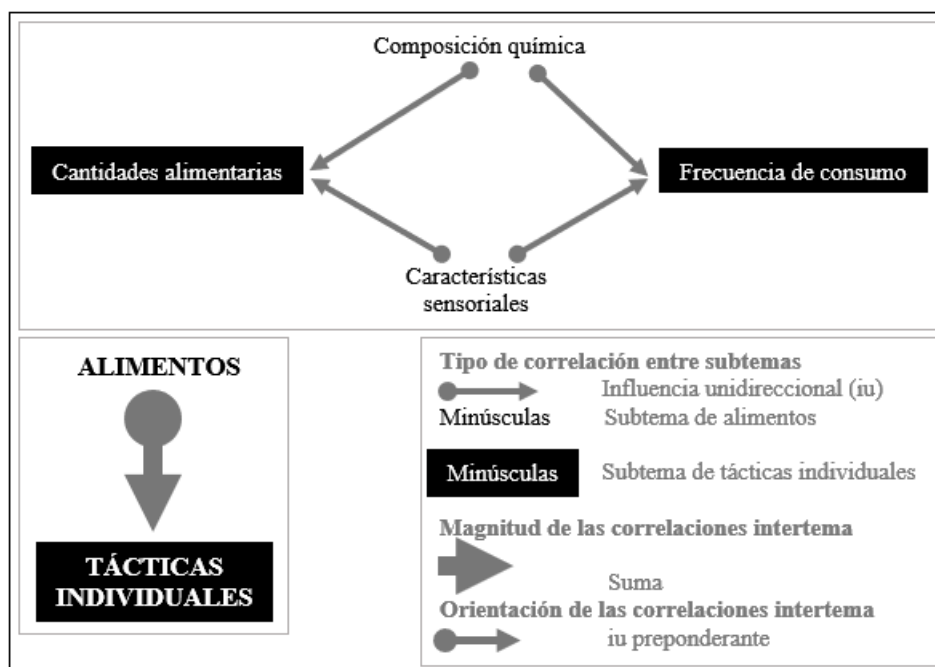 Composición química
Cantidades alimentarias
Frecuencia de consumo
Características
sensoriales
ALIMENTOS
TÁCTICAS
INDIVIDUALES
Tipo de correlación entre subtemas
Influencia unidireccional (iu)
Minúsculas Subtema de alimentos
Minúsculas Subtema de tácticas individuales
Magnitud de las correlaciones intertema
Suma
Orientación de las correlaciones intertema
iu preponderante